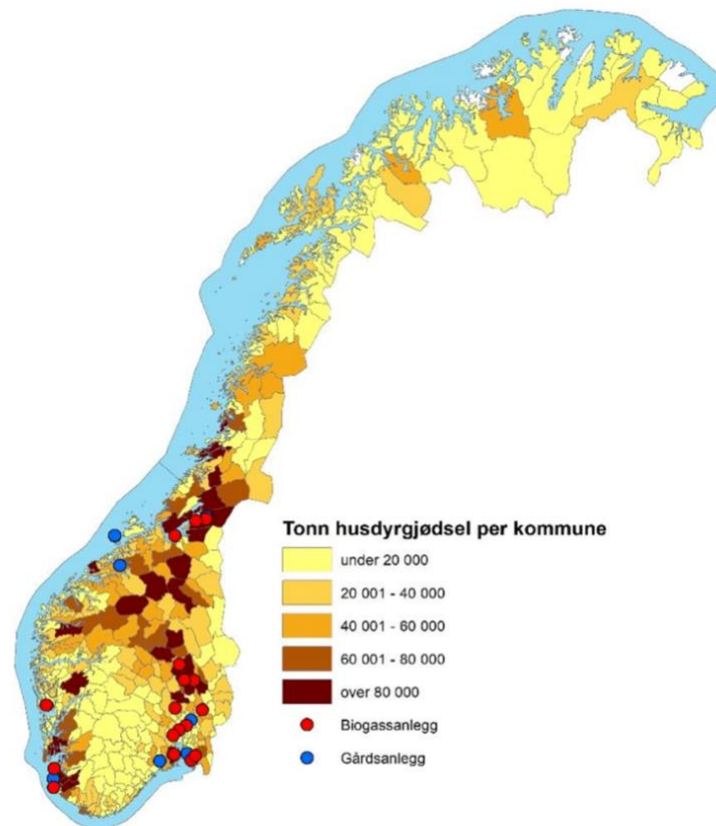 Tonn husdyrgjødsel per kommune
under 20 000
20 001 - 40 000
40 001 - 60 000
60 001 - 80 000
over 80 000
Biogassanlegg
Gårdsanlegg